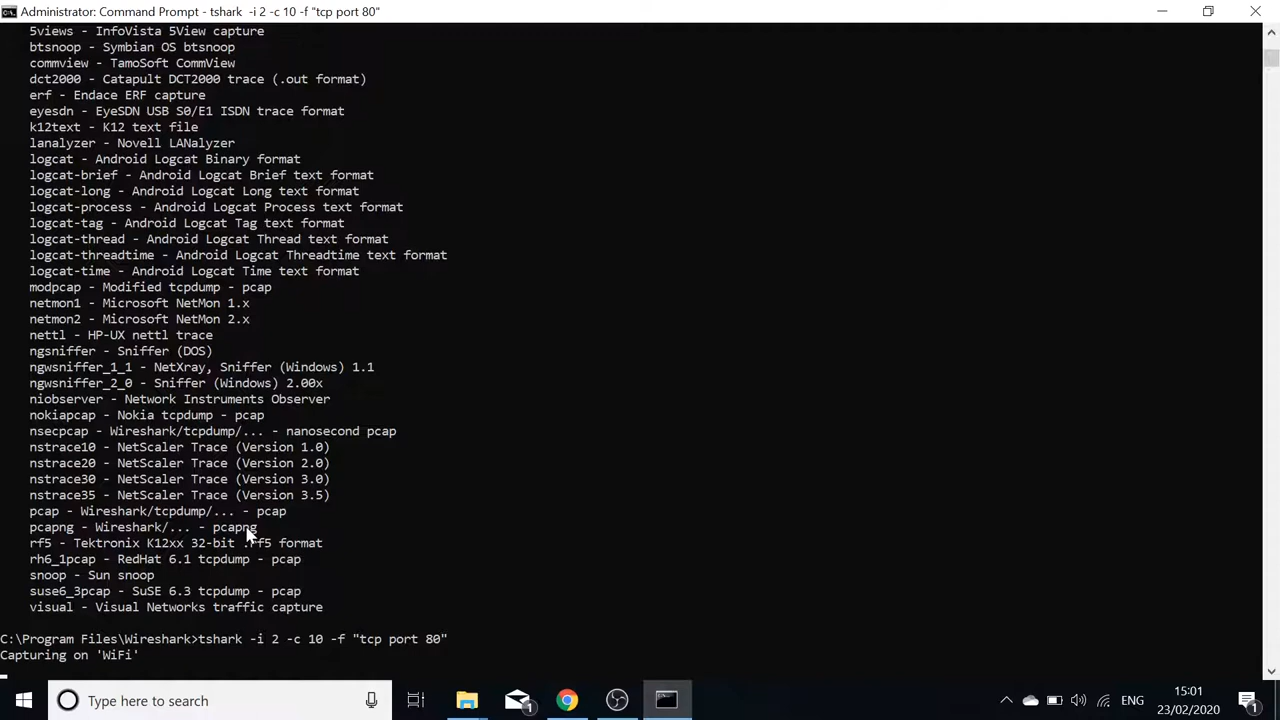 Administrator: Command Prompt - tshark  -i 2 -c 10 -f "tcp port 80"
5views - InfoVista 5View capture
btsnoop - Symbian OS btsnoop
commview - TamoSoft CommView
dct2000 - Catapult DCT2000 trace (.out format)
erf - Endace ERF capture
eyesdn - EyeSDN USB S0/E1 ISDN trace format
k12text - K12 text file
lanalyzer - Novell LANalyzer
logcat - Android Logcat Binary format
logcat-brief - Android Logcat Brief text format
logcat-long - Android Logcat Long text format
logcat-process - Android Logcat Process text format
logcat-tag - Android Logcat Tag text format
logcat-thread - Android Logcat Thread text format
logcat-threadtime - Android Logcat Threadtime text format
logcat-time - Android Logcat Time text format
modpcap - Modified tcpdump - pcap
netmon1 - Microsoft NetMon 1.x
netmon2 - Microsoft NetMon 2.x
nettl - HP-UX nettl trace
ngsniffer - Sniffer (DOS)
ngwsniffer_1_1 - NetXray, Sniffer (Windows) 1.1
ngwsniffer_2_0 - Sniffer (Windows) 2.00x
niobserver - Network Instruments Observer
nokiapcap - Nokia tcpdump - pcap
nsecpcap - Wireshark/tcpdump/... - nanosecond pcap
nstrace10 - NetScaler Trace (Version 1.0)
nstrace20 - NetScaler Trace (Version 2.0)
nstrace30 - NetScaler Trace (Version 3.0)
nstrace35 - NetScaler Trace (Version 3.5)
pcap - Wireshark/tcpdump/... - pcap
pcapng - Wireshark/... - pcapng
rf5 - Tektronix K12xx 32-bit .rf5 format
rh6_1pcap - RedHat 6.1 tcpdump - pcap
snoop - Sun snoop
suse6_3pcap - SuSE 6.3 tcpdump - pcap
visual - Visual Networks traffic capture
C:\Program Files\Wireshark>tshark -i 2 -c 10 -f "tcp port 80"
Capturing on 'WiFi'
Type here to search
1
ENG
15:01
23/02/2020
1